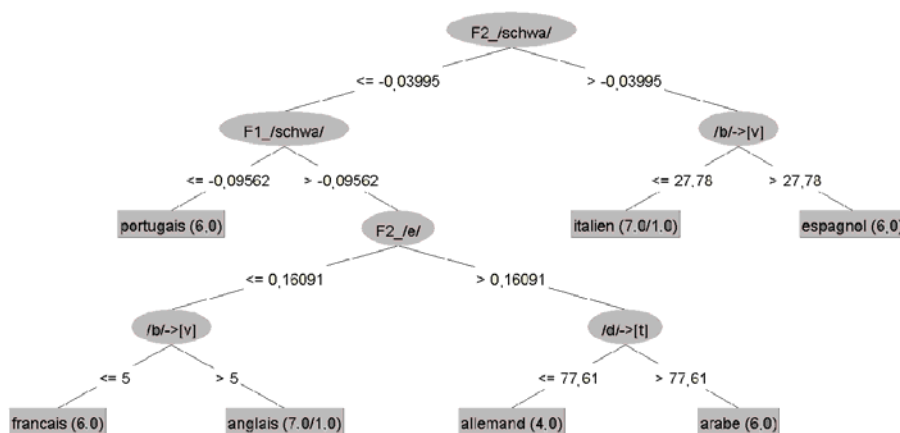 F2_/schwa/
<= -0,03995 > -0,03995
F1_/schwa/ /b/->[v]
<= -0,09562 > -0,09562 <= 27,78 > 27,78
portugais (6,0) F2_/e/ italien (7.0/1.0) espagnol (6,0)
<= 0,16091 > 0,16091
/b/->[v] /d/->[t]
<= 5 > 5 <= 77,61 > 77,61
francais (6.0) anglais (7.0/1.0) allemand (4,0) arabe (6,0)